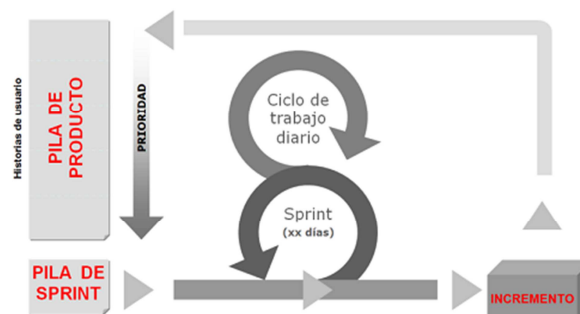 Historias de usuario
PILA DE
PRODUCTO
PRIORIDAD
Ciclo de
trabajo
diario
Sprint
(xx días)
PILA DE
SPRINT
INCREMENTO